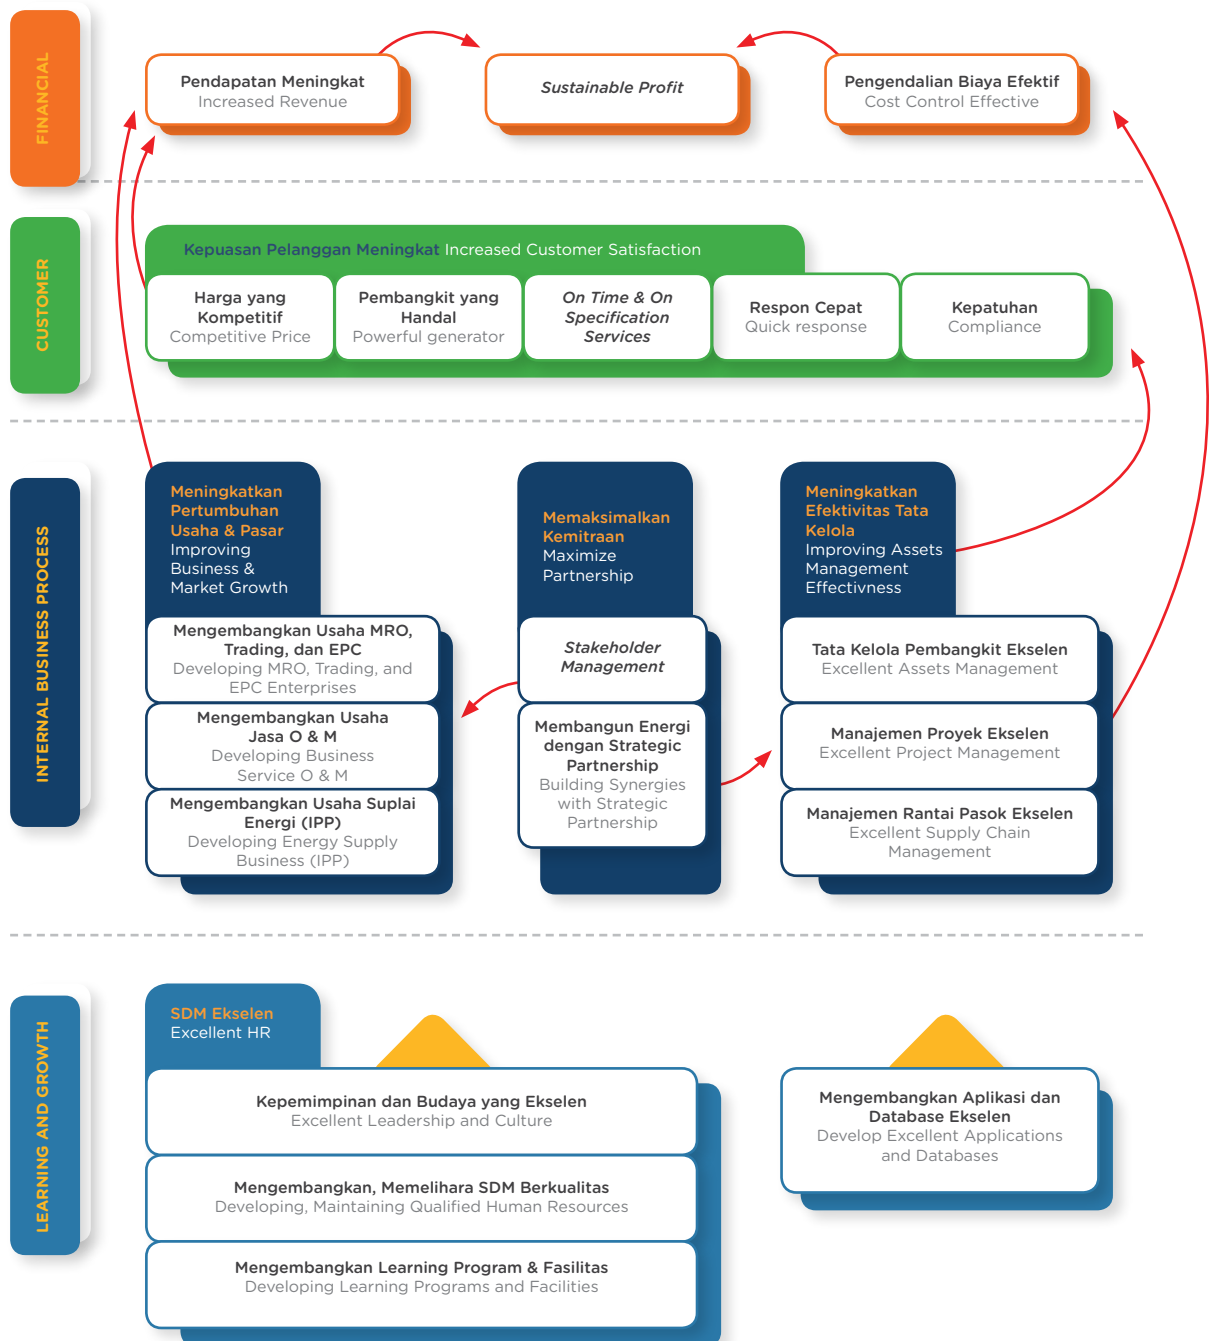 FINANCIAL
Pendapatan Meningkat
Increased Revenue
Sustainable Profit
Pengendalian Biaya Efektif
Cost Control Effective
CUSTOMER
Kepuasan Pelanggan Meningkat Increased Customer Satisfaction
Harga yang
Kompetitif
Competitive Price
Pembangkit yang
Handal
Powerful generator
On Time & On
Specification
Services
Respon Cepat
Quick response
Kepatuhan
Compliance
INTERNAL BUSINESS PROCESS
Meningkatkan
Pertumbuhan
Usaha & Pasar
Improving
Business &
Market Growth
Mengembangkan Usaha MRO,
Trading, dan EPC
Developing MRO, Trading, and
EPC Enterprises
Mengembangkan Usaha
Jasa O & M
Developing Business
Service O & M
Mengembangkan Usaha Suplai
Energi (IPP)
Developing Energy Supply
Business (IPP)
Memaksimalkan
Kemitraan
Maximize
Partnership
Stakeholder
Management
Membangun Energi
dengan Strategic
Partnership
Building Synergies
with Strategic
Partnership
Meningkatkan
Efektivitas Tata
Kelola
Improving Assets
Management
Effectivness
Tata Kelola Pembangkit Ekselen
Excellent Assets Management
Manajemen Proyek Ekselen
Excellent Project Management
Manajemen Rantai Pasok Ekselen
Excellent Supply Chain
Management
LEARNING AND GROWTH
SDM Ekselen
Excellent HR
Kepemimpinan dan Budaya yang Ekselen
Excellent Leadership and Culture
Mengembangkan, Memelihara SDM Berkualitas
Developing, Maintaining Qualified Human Resources
Mengembangkan Learning Program & Fasilitas
Developing Learning Programs and Facilities
Mengembangkan Aplikasi dan
Database Ekselen
Develop Excellent Applications
and Databases